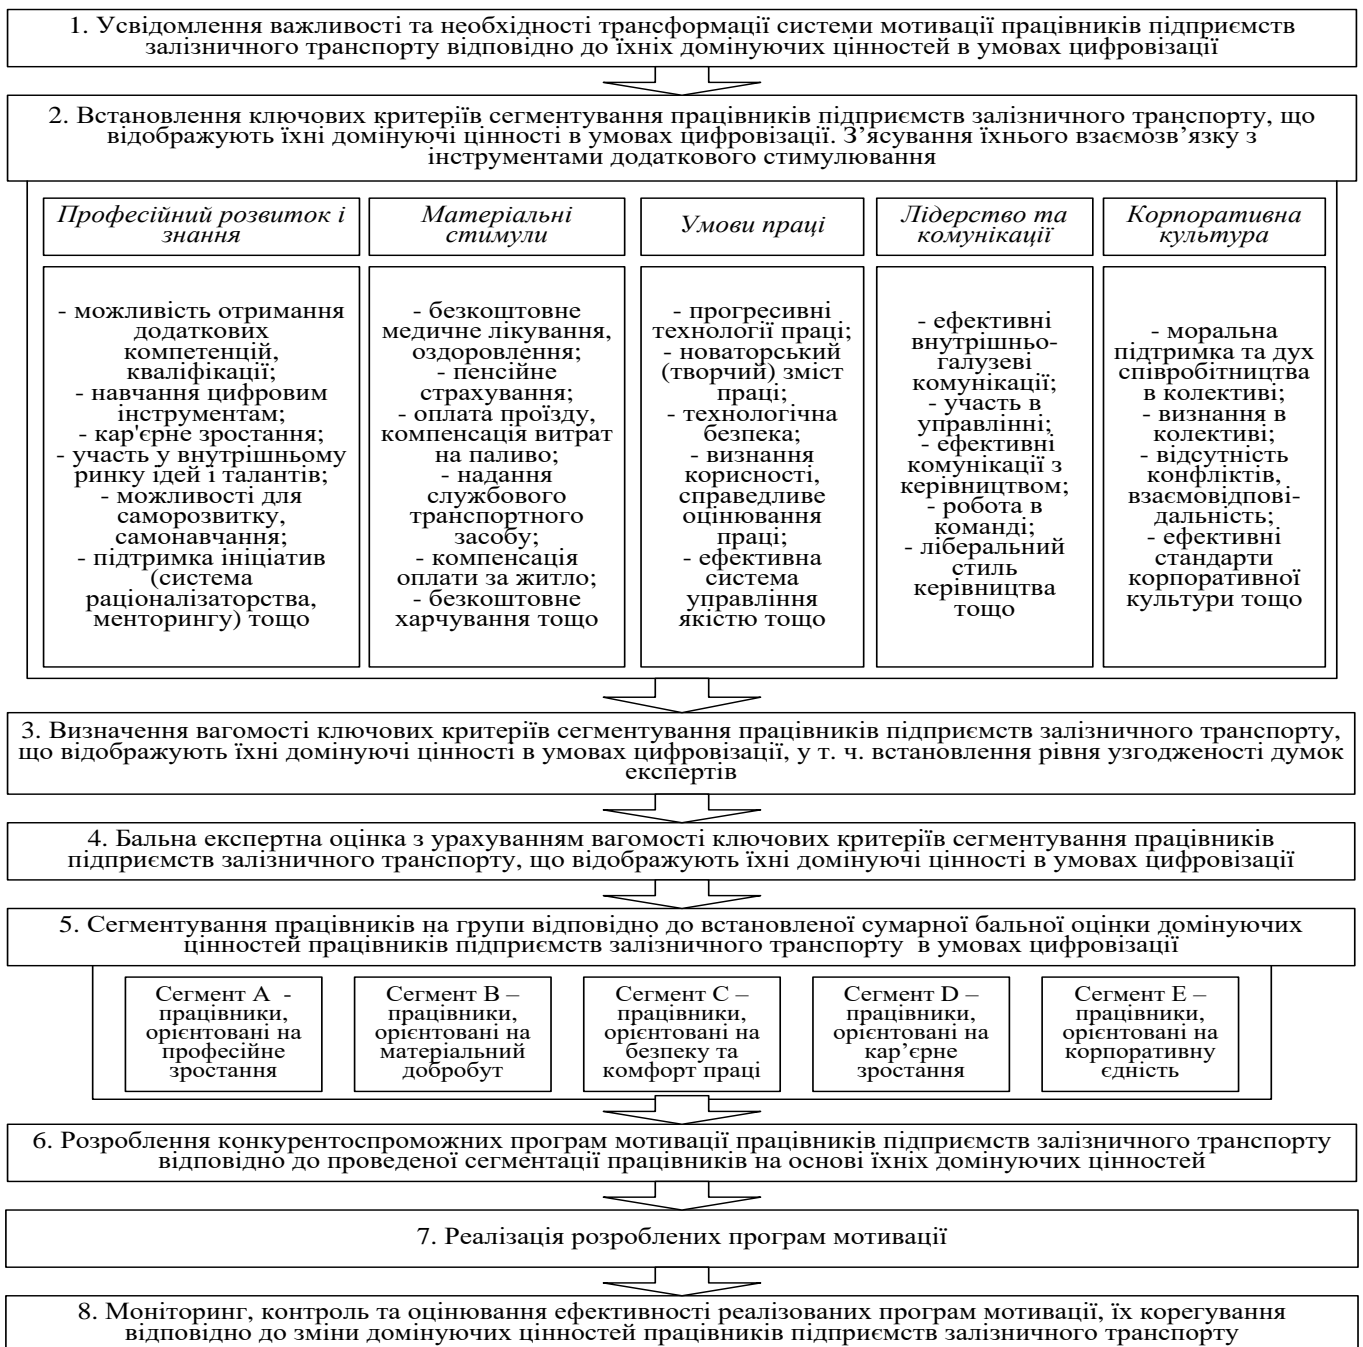 1. Усвідомлення важливості та необхідності трансформації системи мотивації працівників підприємств
залізничного транспорту відповідно до їхніх домінуючих цінностей в умовах цифровізації
2. Встановлення ключових критеріїв сегментування працівників підприємств залізничного транспорту, що
відображують їхні домінуючі цінності в умовах цифровізації. З’ясування їхнього взаємозв’язку з
інструментами додаткового стимулювання
Професійний розвиток і
знання
- можливість отримання
додаткових
компетенцій,
кваліфікації;
- навчання цифровим
інструментам;
- кар'єрне зростання;
- участь у внутрішньому
ринку ідей і талантів;
- можливості для
саморозвитку,
самонавчання;
- підтримка ініціатив
(система
раціоналізаторства,
менторингу) тощо
Матеріальні
стимули
- безкоштовне
медичне лікування,
оздоровлення;
- пенсійне
страхування;
- оплата проїзду,
компенсація витрат
на паливо;
- надання
службового
транспортного
засобу;
- компенсація
оплати за житло;
- безкоштовне
харчування тощо
Умови праці
- прогресивні
технології праці;
- новаторський
(творчий) зміст
праці;
- технологічна
безпека;
- визнання
корисності,
справедливе
оцінювання
праці;
- ефективна
система
управління
якістю тощо
Лідерство та
комунікації
- ефективні
внутрішньо-
галузеві
комунікації;
- участь в
управлінні;
- ефективні
комунікації з
керівництвом;
- робота в
команді;
- ліберальний
стиль
керівництва
тощо
Корпоративна
культура
- моральна
підтримка та дух
співробітництва
в колективі;
- визнання в
колективі;
- відсутність
конфліктів,
взаємовідпові-
дальність;
- ефективні
стандарти
корпоративної
культури тощо
3. Визначення вагомості ключових критеріїв сегментування працівників підприємств залізничного транспорту,
що відображують їхні домінуючі цінності в умовах цифровізації, у т. ч. встановлення рівня узгодженості думок
експертів
4. Бальна експертна оцінка з урахуванням вагомості ключових критеріїв сегментування працівників
підприємств залізничного транспорту, що відображують їхні домінуючі цінності в умовах цифровізації
5. Сегментування працівників на групи відповідно до встановленої сумарної бальної оцінки домінуючих
цінностей працівників підприємств залізничного транспорту в умовах цифровізації
Сегмент A -
працівники,
орієнтовані на
професійне
зростання
Сегмент B –
працівники,
орієнтовані на
матеріальний
добробут
Сегмент C –
працівники,
орієнтовані на
безпеку та
комфорт праці
Сегмент D –
працівники,
орієнтовані на
кар’єрне
зростання
Сегмент E –
працівники,
орієнтовані на
корпоративну
єдність
6. Розроблення конкурентоспроможних програм мотивації працівників підприємств залізничного транспорту
відповідно до проведеної сегментації працівників на основі їхніх домінуючих цінностей
7. Реалізація розроблених програм мотивації
8. Моніторинг, контроль та оцінювання ефективності реалізованих програм мотивації, їх корегування
відповідно до зміни домінуючих цінностей працівників підприємств залізничного транспорту